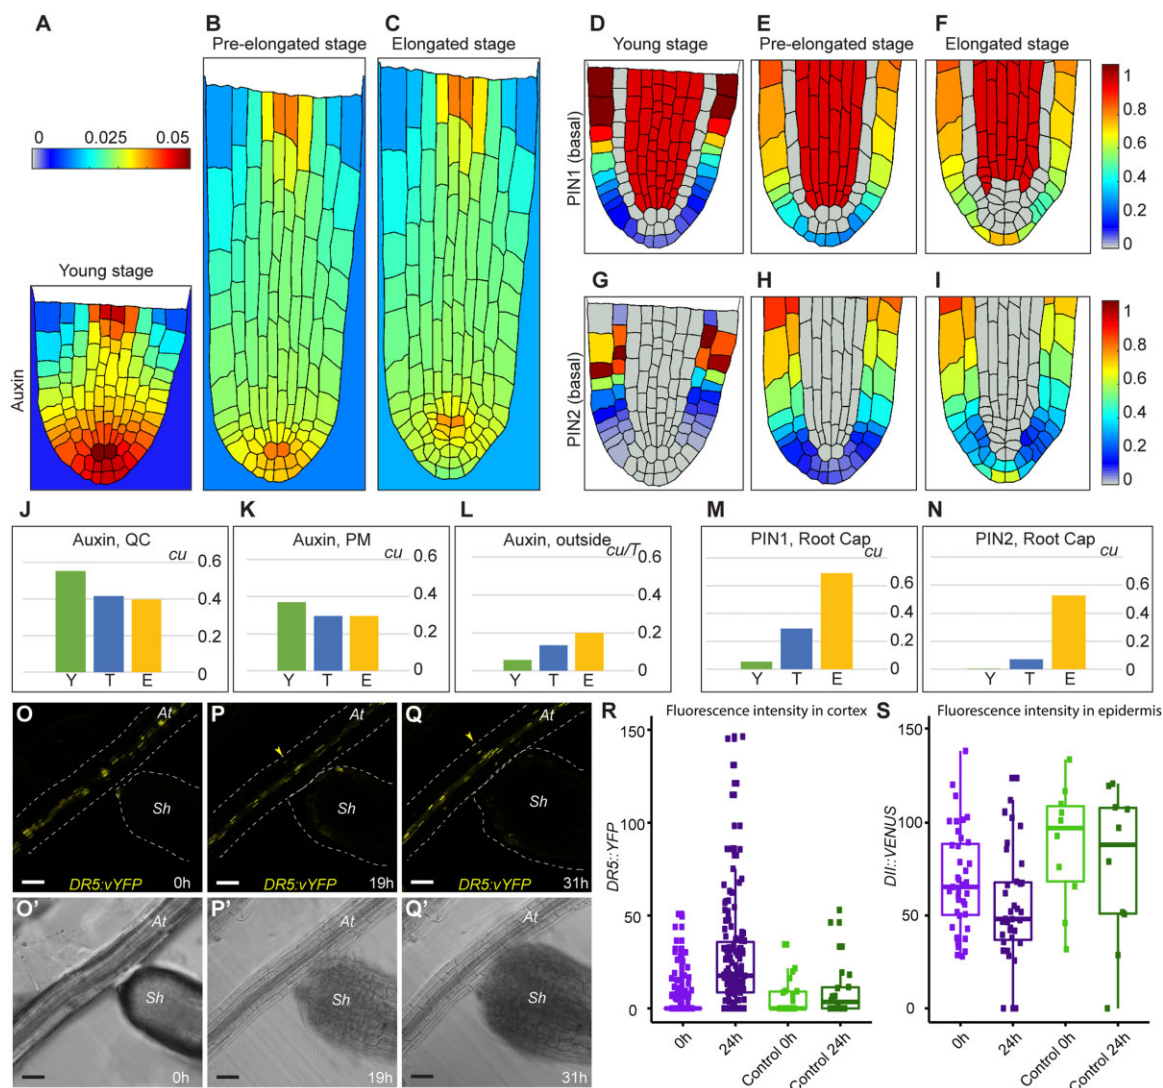 A
B
C
D
E
F
Pre-elongated stage
Elongated stage
Young stage
Pre-elongated stage
Elongated stage
0 0.025 0.05
PIN1 (basal)
1
0.8
0.6
0.4
0.2
0
Young stage
Auxin
G
H
I
PIN2 (basal)
1
0.8
0.6
0.4
0.2
0
J
K
L
M
N
Auxin, QC
cu
0.6
0.4
0.2
0
Y T E
Auxin, PM
cu
0.6
0.4
0.2
0
Y T E
Auxin, outside
cu/T
0.6
0.4
0.2
0
Y T E
PIN1, Root Cap
cu
0.6
0.4
0.2
0
Y T E
PIN2, Root Cap
cu
0.6
0.4
0.2
0
Y T E
O
At
Sh
DR5:vYFP
0h
P
At
Sh
DR5:vYFP
19h
Q
At
Sh
DR5:vYFP
31h
O'
At
Sh
0h
P'
At
Sh
19h
Q'
At
Sh
31h
R
Fluorescence intensity in cortex
DR5::YFP
150
100
50
0
0h
24h
Control 0h
Control 24h
S
Fluorescence intensity in epidermis
DII::VENUS
150
100
50
0
0h
24h
Control 0h
Control 24h